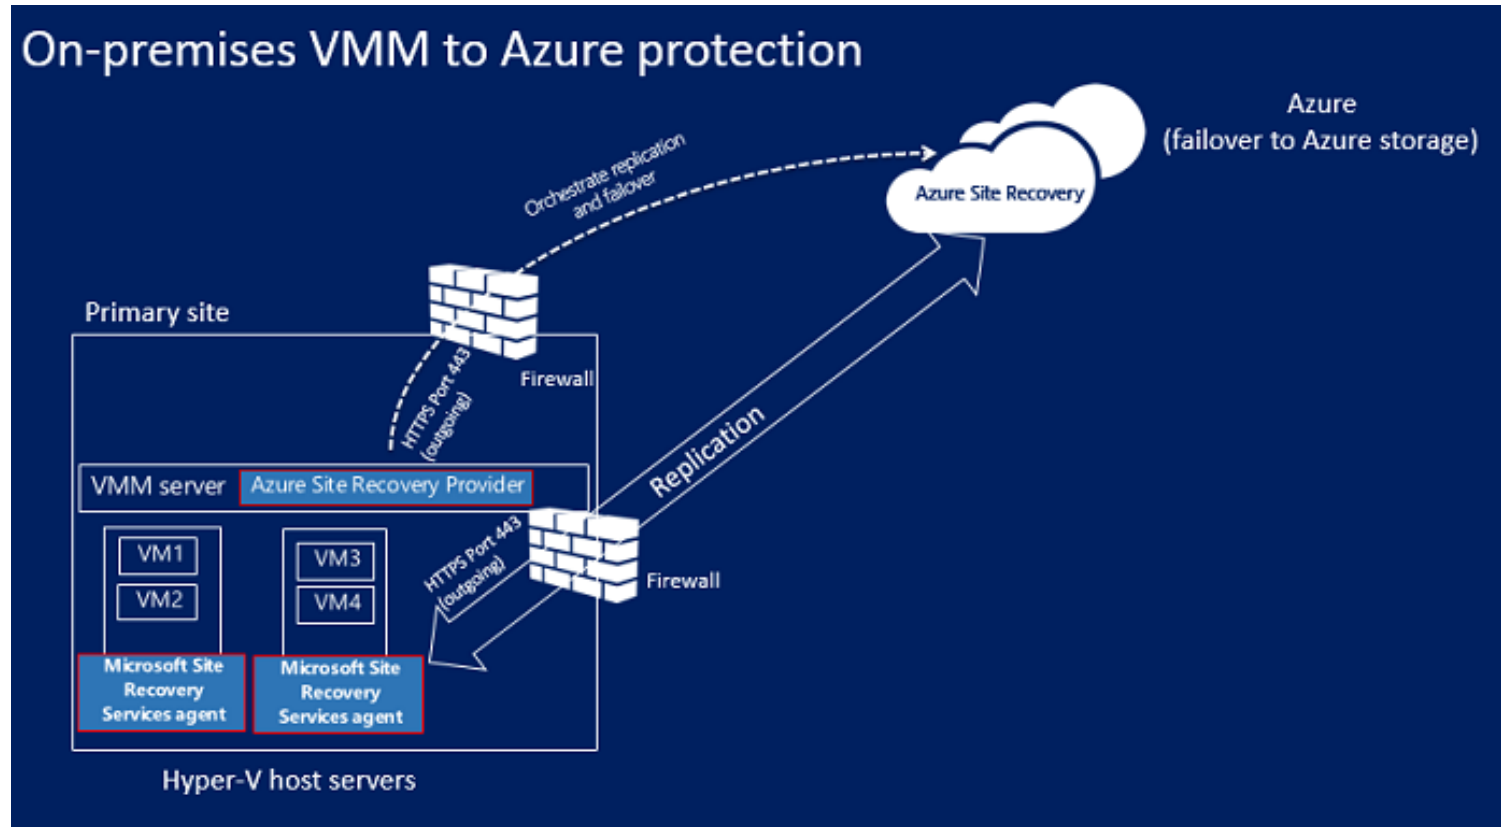 On-premises VMM to Azure protection
Azure
(failover to Azure storage)
Orchestrate replication
and failover
Azure Site Recovery
Primary site
HTTPS Port 443
(outgoing)
Firewall
Replication
VMM server
Azure Site Recovery Provider
HTTPS Port 443
(outgoing)
Firewall
VM1
VM2
VM3
VM4
Microsoft Site
Recovery
Services agent
Microsoft Site
Recovery
Services agent
Hyper-V host servers